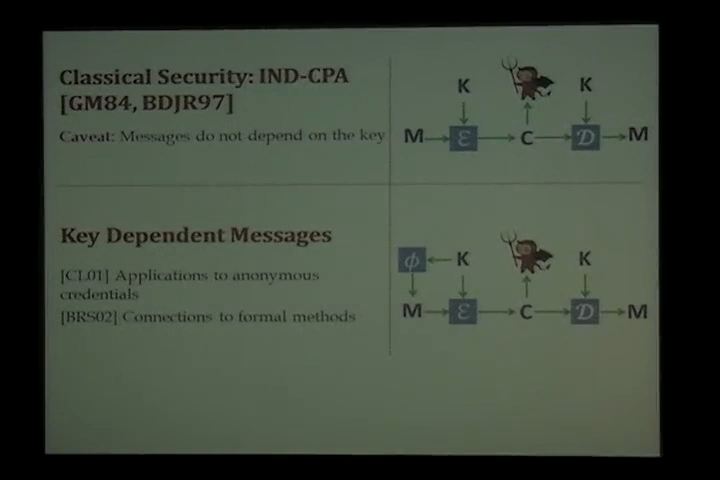 Classical Security: IND-CPA
[GM84, BDJR97]
Caveat: Messages do not depend on the key
K K
M ℰ C 𝒟 M
Key Dependent Messages
[CL01] Applications to anonymous
credentials
[BRS02] Connections to formal methods
ϕ K K
M ℰ C 𝒟 M